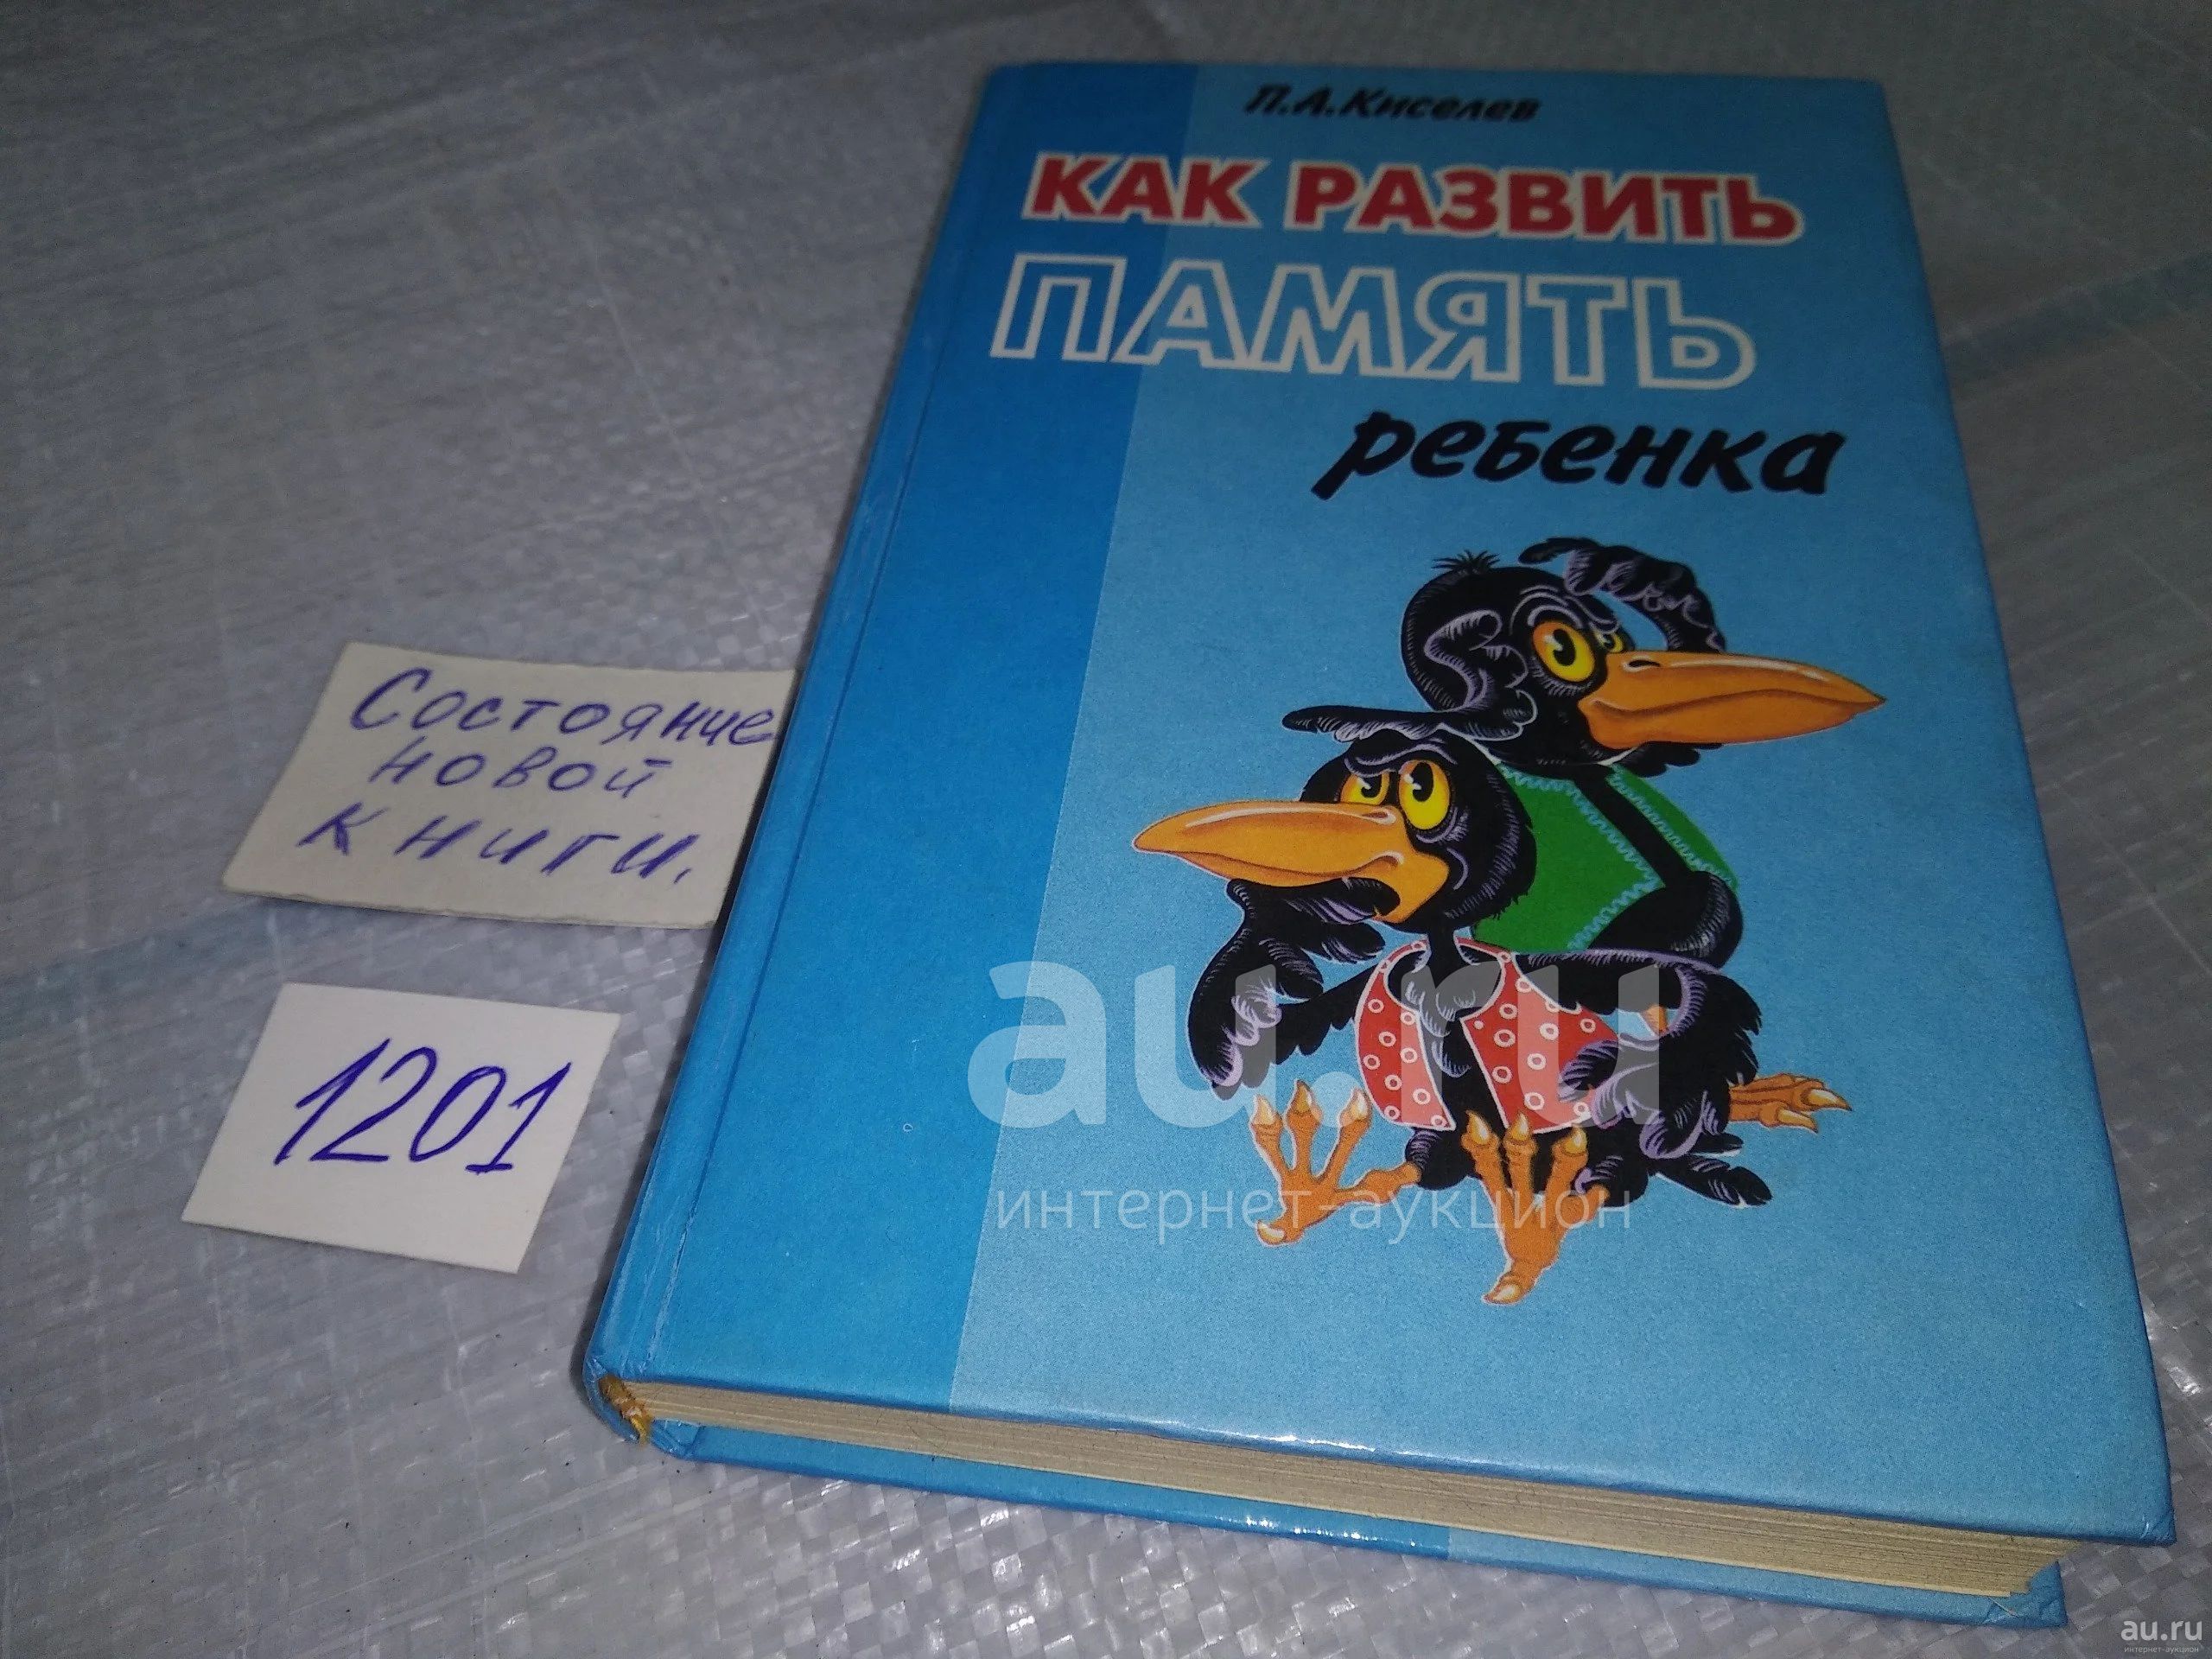 П.А.Киселев
КАК РАЗВИТЬ
ПАМЯТЬ
ребенка
Состояние
новой
книги.
1201
au.ru
интернет-аукцион
au.ru
интернет-аукцион